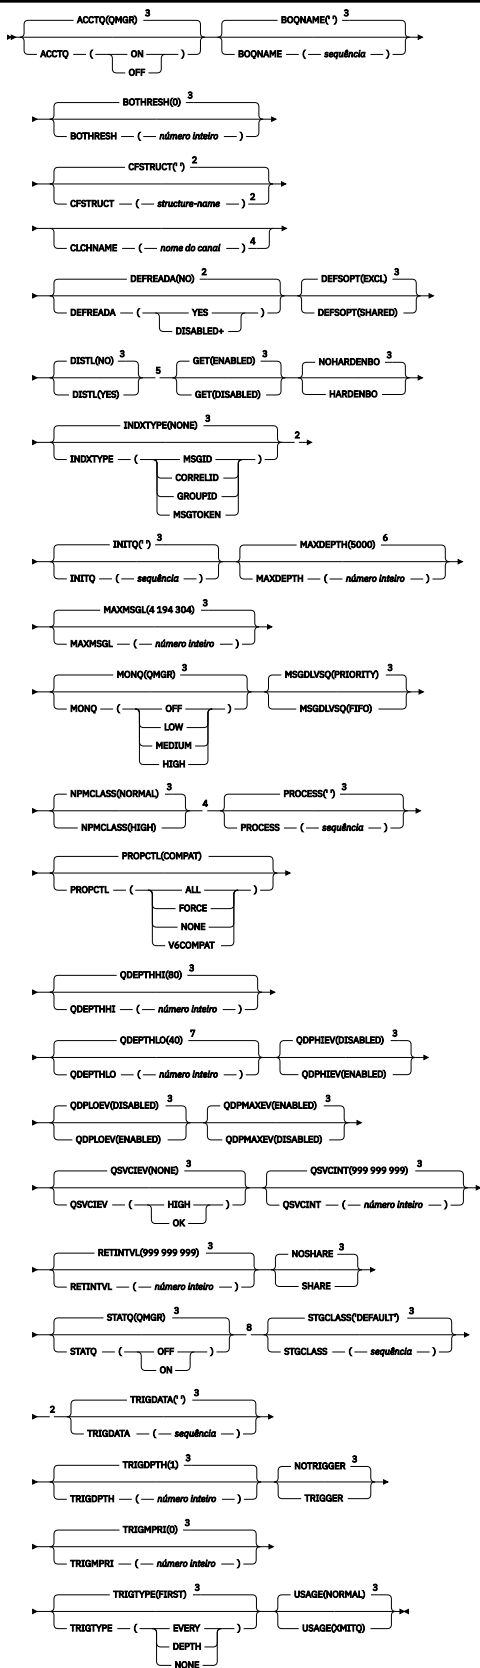 ACCTQ(QMGR) 3 BOQNAME(' ') 3
ACCTQ ( ON ) BOQNAME ( sequência )
OFF
BOTHRESH(0) 3
BOTHRESH ( número inteiro )
CFSTRUCT(' ') 2
CFSTRUCT ( structure-name ) 2
CLCHNAME ( nome do canal ) 4
DEFREADA(NO) 2 DEFSOPT(EXCL) 3
DEFREADA ( YES ) DEFSOPT(SHARED)
DISABLED+
DISTL(NO) 3 5 GET(ENABLED) 3 NOHARDENBO 3
DISTL(YES) GET(DISABLED) HARDENBO
INDXTYPE(NONE) 3 2
INDXTYPE ( MSGID )
CORRELID
GROUPID
MSGTOKEN
INITQ(' ') 3 MAXDEPTH(5000) 6
INITQ ( sequência ) MAXDEPTH ( número inteiro )
MAXMSGL(4 194 304) 3
MAXMSGL ( número inteiro )
MONQ(QMGR) 3 MSGDLVSQ(PRIORITY) 3
MONQ ( OFF ) MSGDLVSQ(FIFO)
LOW
MEDIUM
HIGH
NPMCLASS(NORMAL) 3 4 PROCESS(' ') 3
NPMCLASS(HIGH) PROCESS ( sequência )
PROPCTL(COMPAT)
PROPCTL ( ALL )
FORCE
NONE
V6COMPAT
QDEPTHHI(80) 3
QDEPTHHI ( número inteiro )
QDEPTHLO(40) 7 QDPHIEV(DISABLED) 3
QDEPTHLO ( número inteiro ) QDPHIEV(ENABLED)
QDPLOEV(DISABLED) 3 QDPMAXEV(ENABLED) 3
QDPLOEV(ENABLED) QDPMAXEV(DISABLED)
QSVCIEV(NONE) 3 QSVCINT(999 999 999) 3
QSVCIEV ( HIGH ) QSVCINT ( número inteiro )
OK
RETINTVL(999 999 999) 3 NOSHARE 3
RETINTVL ( número inteiro ) SHARE
STATQ(QMGR) 3 8 STGCLASS('DEFAULT') 3
STATQ ( OFF ) STGCLASS ( sequência )
ON
2 TRIGDATA(' ') 3
TRIGDATA ( sequência )
TRIGDPTH(1) 3 NOTRIGGER 3
TRIGDPTH ( número inteiro ) TRIGGER
TRIGMPRI(0) 3
TRIGMPRI ( número inteiro )
TRIGTYPE(FIRST) 3 USAGE(NORMAL) 3
TRIGTYPE ( EVERY ) USAGE(XMITQ)
DEPTH
NONE